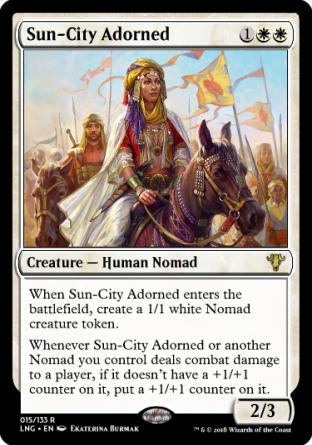 Sun-City Adorned 1
Creature — Human Nomad
When Sun-City Adorned enters the
battlefield, create a 1/1 white Nomad
creature token.
Whenever Sun-City Adorned or another
Nomad you control deals combat damage
to a player, if it doesn't have a +1/+1
counter on it, put a +1/+1 counter on it.
2/3
015/133 R
LNG • EN Ekaterina Burmak
™ & © 2018 Wizards of the Coast